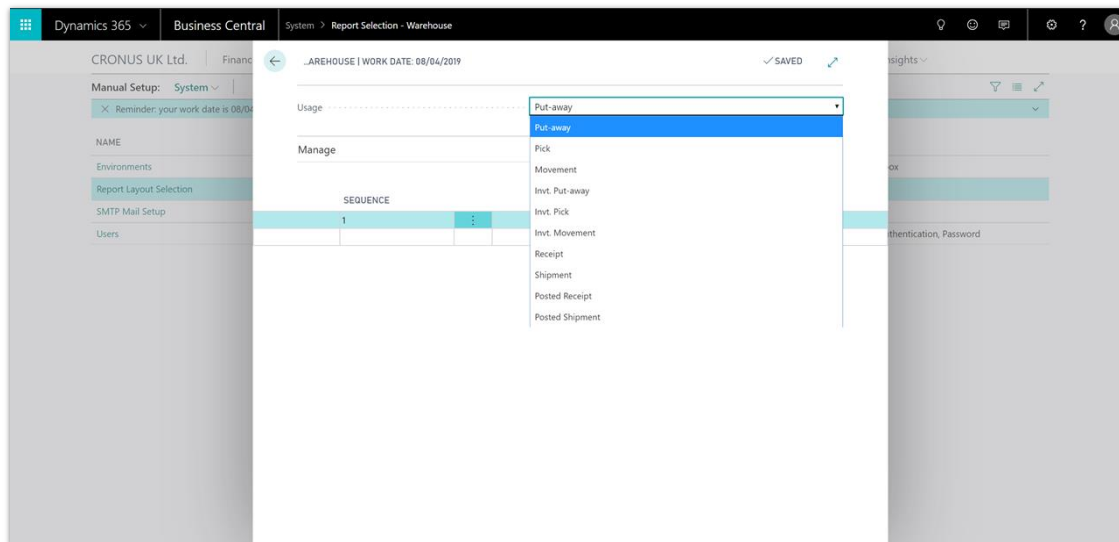 Dynamics 365 Business Central System > Report Selection - Warehouse ?
CRONUS UK Ltd. Financ
...AREHOUSE | WORK DATE: 08/04/2019 SAVED
Manual Setup: System
Reminder: your work date is 08/04
Usage Put-away
Put-away
Pick
Movement
Invt. Put-away
Invt. Pick
Invt. Movement
Receipt
Shipment
Posted Receipt
Posted Shipment
Manage
SEQUENCE
1
NAME
Environments
Report Layout Selection
SMTP Mail Setup
Users
nsights
ox
thentication, Password